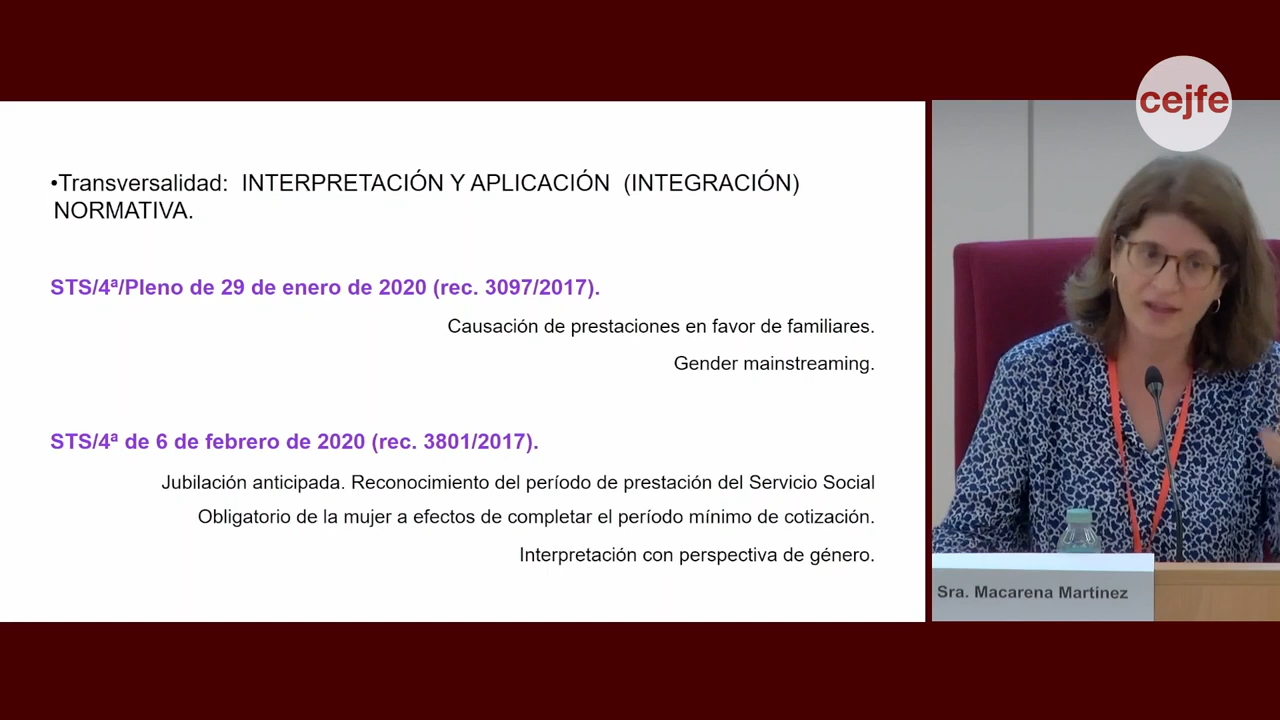 cejfe
•Transversalidad: INTERPRETACIÓN Y APLICACIÓN (INTEGRACIÓN)
NORMATIVA.
STS/4ª/Pleno de 29 de enero de 2020 (rec. 3097/2017).
Causación de prestaciones en favor de familiares.
Gender mainstreaming.
STS/4ª de 6 de febrero de 2020 (rec. 3801/2017).
Jubilación anticipada. Reconocimiento del período de prestación del Servicio Social
Obligatorio de la mujer a efectos de completar el período mínimo de cotización.
Interpretación con perspectiva de género.
Sra. Macarena Martínez